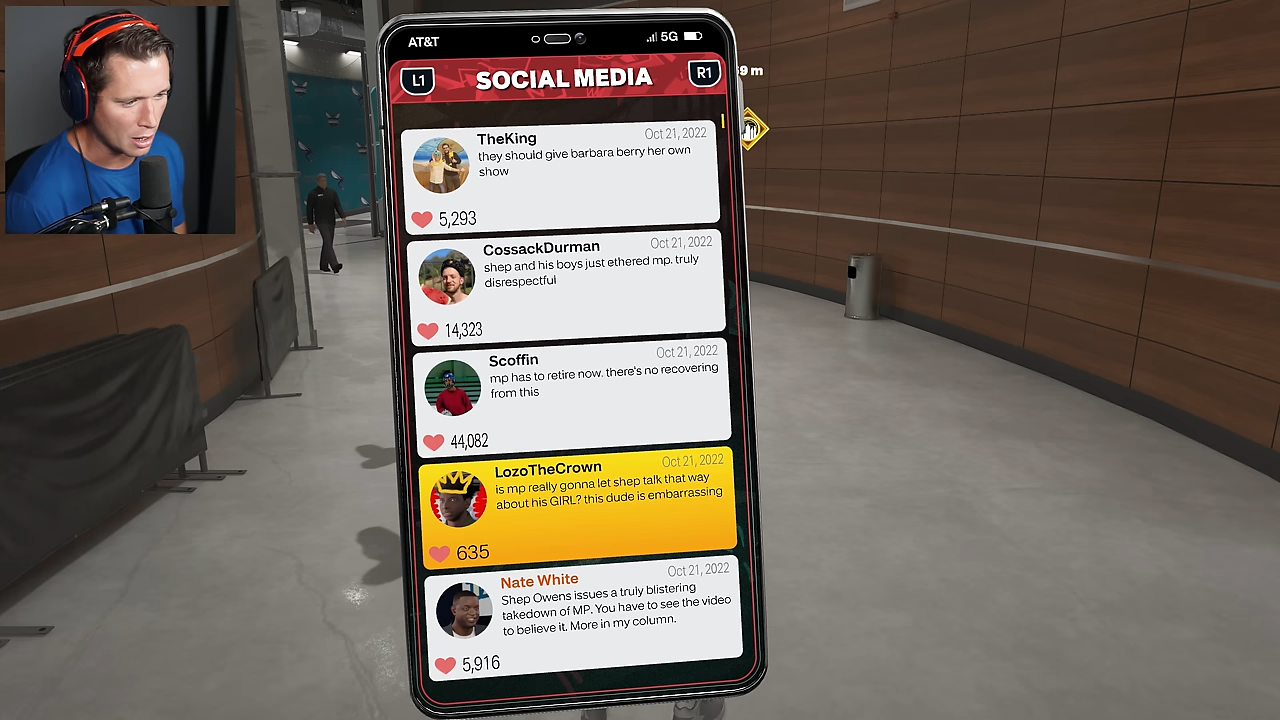 AT&T
5G
L1
SOCIAL MEDIA
R1
9 m
TheKing
Oct 21, 2022
they should give barbara berry her own
show
5,293
CossackDurman
Oct 21, 2022
shep and his boys just ethered mp. truly
disrespectful
14,323
Scoffin
Oct 21, 2022
mp has to retire now. there's no recovering
from this
44,082
LozoTheCrown
Oct 21, 2022
is mp really gonna let shep talk that way
about his GIRL? this dude is embarrassing
635
Nate White
Oct 21, 2022
Shep Owens issues a truly blistering
takedown of MP. You have to see the video
to believe it. More in my column.
5,916